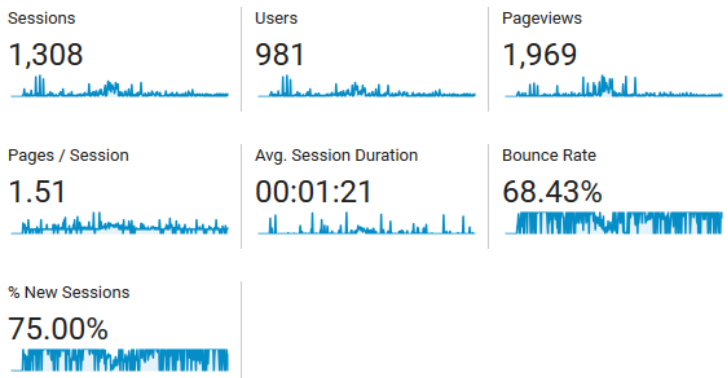 Sessions
1,308
Users
981
Pageviews
1,969
Pages / Session
1.51
Avg. Session Duration
00:01:21
Bounce Rate
68.43%
% New Sessions
75.00%